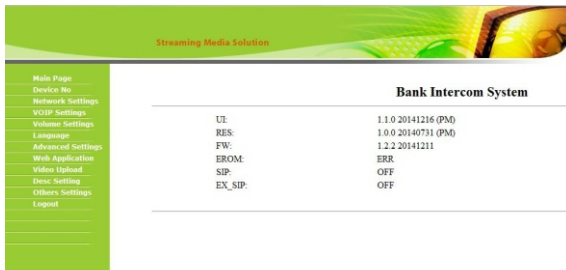 Streaming Media Solution
Main Page
Device No
Network Settings
VOIP Settings
Volume Settings
Language
Advanced Settings
Web Application
Video Upload
Desc Setting
Others Settings
Logout
Bank Intercom System
UI: 1.1.0 20141216 (PM)
RES: 1.0.0 20140731 (PM)
FW: 1.2.2 20141211
EROM: ERR
SIP: OFF
EX_SIP: OFF